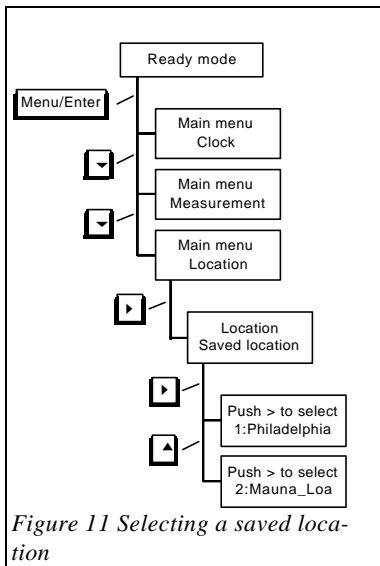 Ready mode
Menu/Enter
Main menu
Clock
Main menu
Measurement
Main menu
Location
Location
Saved location
Push > to select
1:Philadelphia
Push > to select
2:Mauna_Loa
Figure 11 Selecting a saved loca-
tion